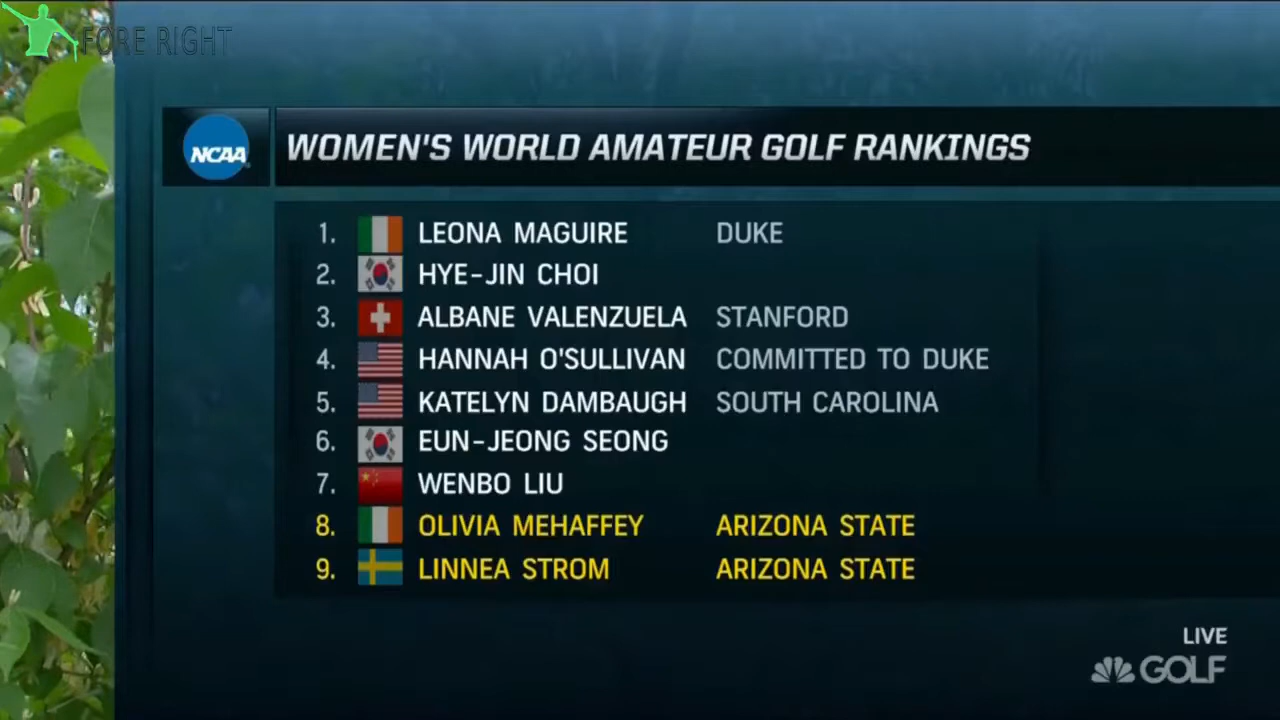 FORE RIGHT
NCAA WOMEN'S WORLD AMATEUR GOLF RANKINGS
1. LEONA MAGUIRE DUKE
2. HYE-JIN CHOI
3. ALBANE VALENZUELA STANFORD
4. HANNAH O'SULLIVAN COMMITTED TO DUKE
5. KATELYN DAMBAUGH SOUTH CAROLINA
6. EUN-JEONG SEONG
7. WENBO LIU
8. OLIVIA MEHAFFEY ARIZONA STATE
9. LINNEA STROM ARIZONA STATE
LIVE
GOLF